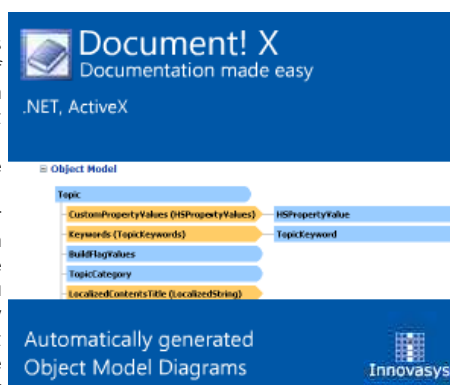 Document! X
Documentation made easy
.NET, ActiveX
Object Model
Topic
CustomPropertyValues (HSPropertyValues)
HSPropertyValue
Keywords (TopicKeywords)
TopicKeyword
BuildFlagValues
TopicCategory
LocalizedContentsTitle (LocalizedString)
Automatically generated
Object Model Diagrams
Innovasys